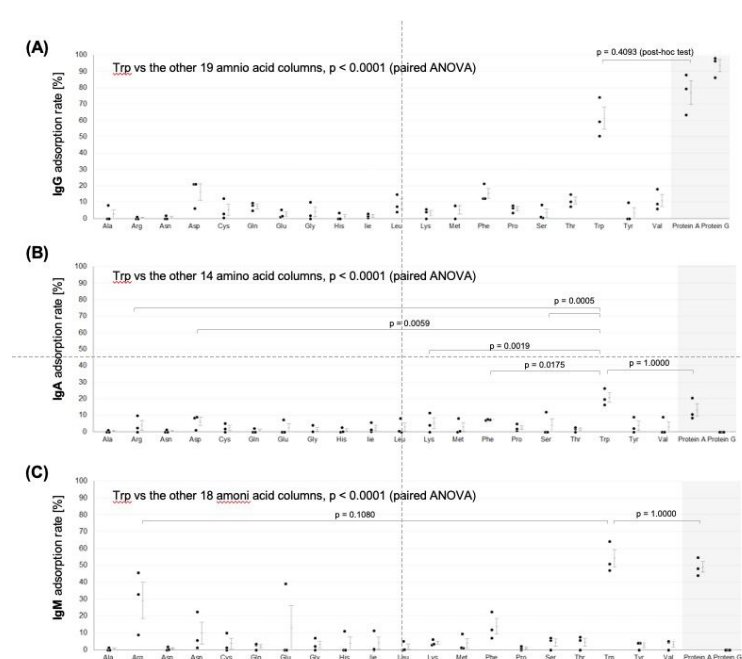 (A)
p = 0.4093 (post-hoc test)
Trp vs the other 19 amnio acid columns, p < 0.0001 (paired ANOVA)
IgG adsorption rate [%]
100
90
80
70
60
50
40
30
20
10
0
Ala Arg Asn Asp Cys Gln Glu Gly His Iie Leu Lys Met Phe Pro Ser Thr Trp Tyr Val Protein A Protein G
(B)
Trp vs the other 14 amino acid columns, p < 0.0001 (paired ANOVA)
IgA adsorption rate [%]
100
90
80
70
60
50
40
30
20
10
0
p = 0.0005
p = 0.0059
p = 0.0019
p = 0.0175
p = 1.0000
Ala Arg Asn Asp Cys Gln Glu Gly His Iie Leu Lys Met Phe Pro Ser Thr Trp Tyr Val Protein A Protein G
(C)
Trp vs the other 18 amoni acid columns, p < 0.0001 (paired ANOVA)
IgM adsorption rate [%]
100
90
80
70
60
50
40
30
20
10
0
p = 0.1080
p = 1.0000
Ala Arg Asn Asp Cys Gln Glu Gly His Iie Leu Lys Met Phe Pro Ser Thr Trp Tyr Val Protein A Protein G